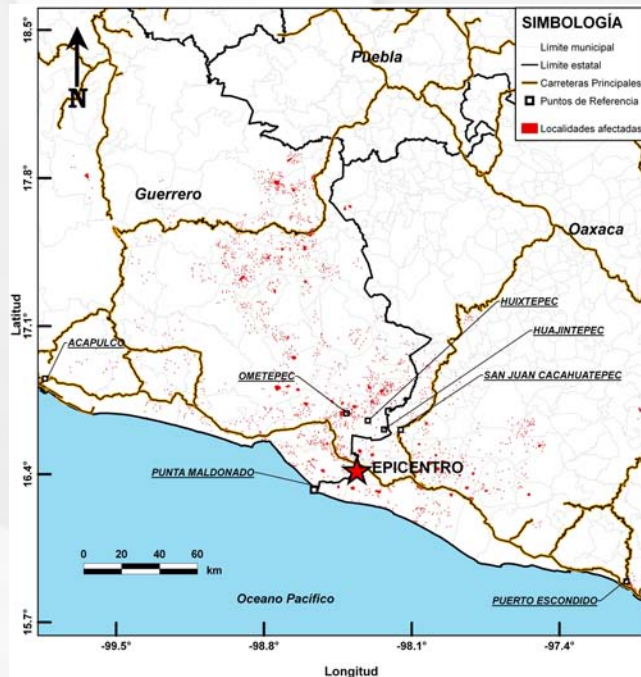 SIMBOLOGÍA
Límite municipal
Límite estatal
Carreteras Principales
Puntos de Referencia
Localidades afectadas
N
Puebla
Guerrero
Oaxaca
HUIXTEPEC
HUAJINTEPEC
SAN JUAN CACAHUATEPEC
ACAPULCO
OMETEPEC
EPICENTRO
PUNTA MALDONADO
PUERTO ESCONDIDO
Oceano Pacífico
0 20 40 60
km
18.5°
17.8°
17.1°
16.4°
15.7°
Latitud
-99.5° -98.8° -98.1° -97.4°
Longitud